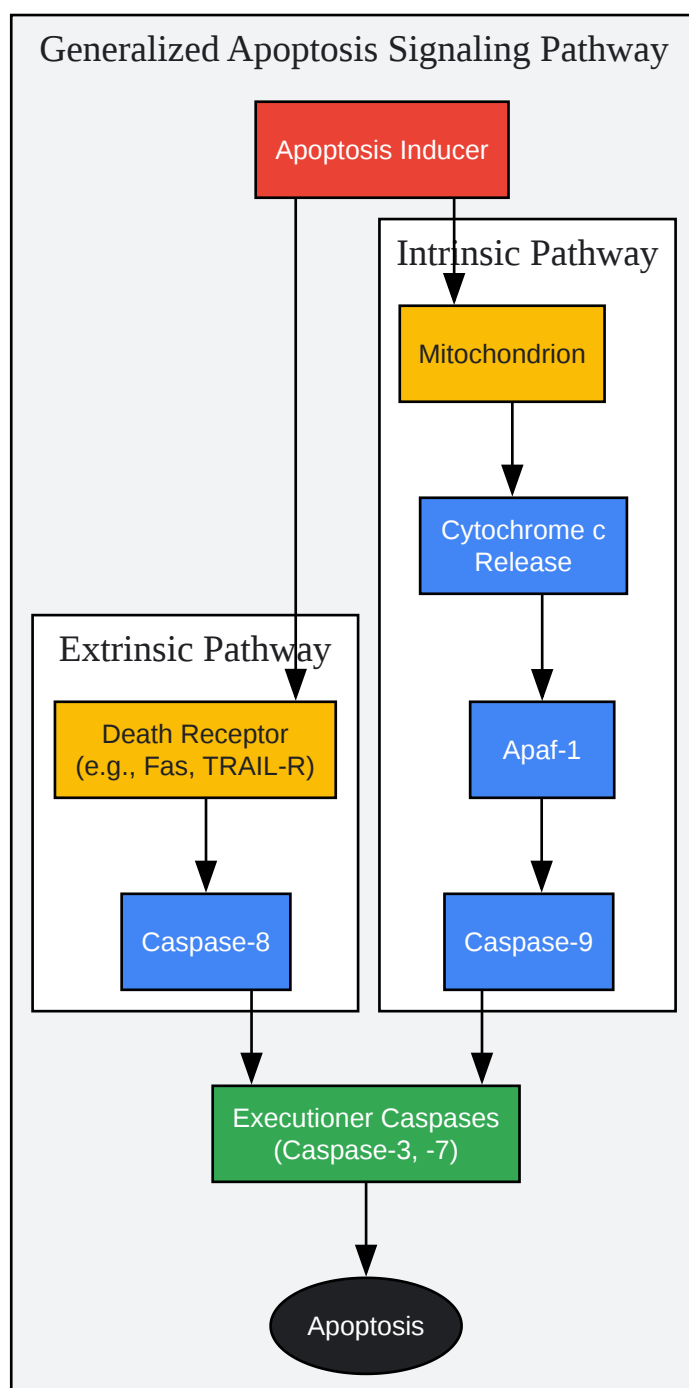 Generalized Apoptosis Signaling Pathway
Apoptosis Inducer
Intrinsic Pathway
Mitochondrion
Cytochrome c
Release
Extrinsic Pathway
Death Receptor
(e.g., Fas, TRAIL-R)
Apaf-1
Caspase-8
Caspase-9
Executioner Caspases
(Caspase-3, -7)
Apoptosis